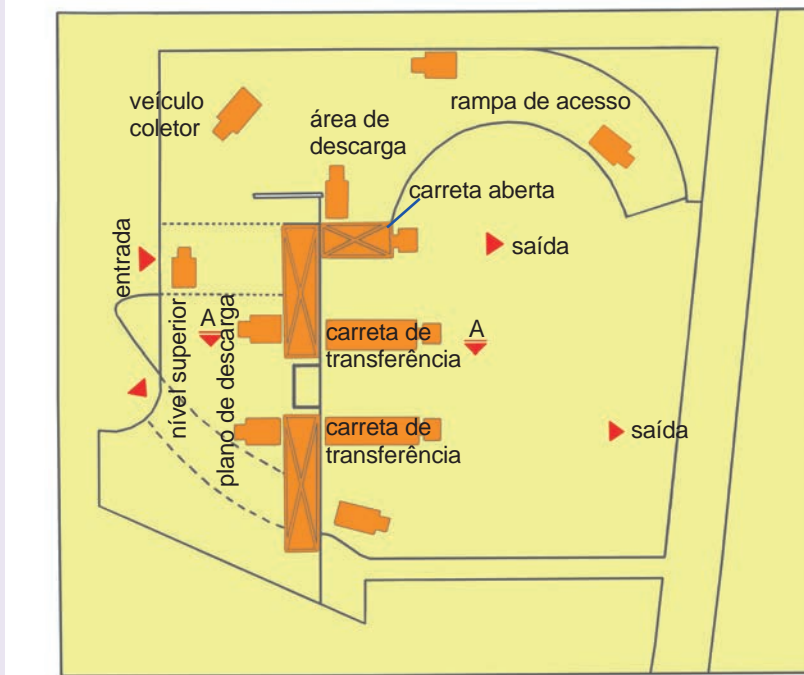 veículo
coletor
área de
descarga
rampa de acesso
carreta aberta
entrada
saída
nível superior
plano de descarga
A
carreta de
transferência
A
carreta de
transferência
saída